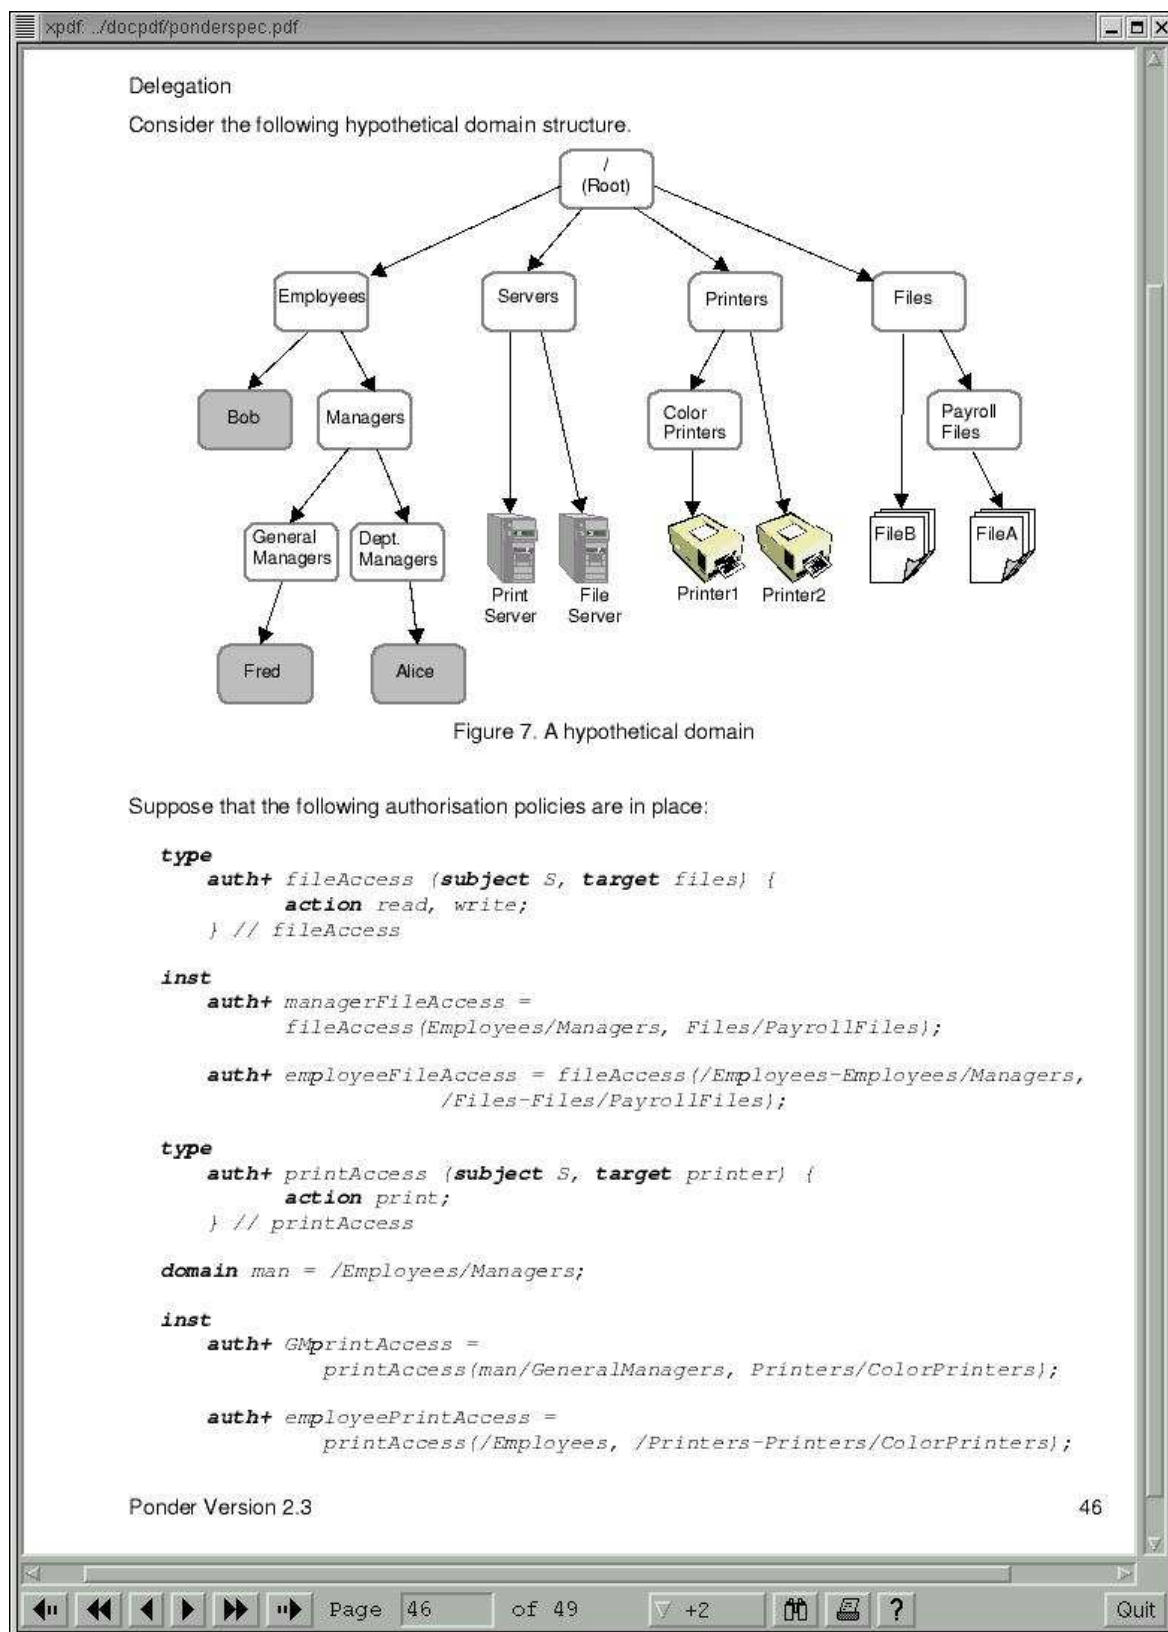 xpdf: ../docpdf/ponderspec.pdf
Delegation
Consider the following hypothetical domain structure.
/
(Root)
Employees
Servers
Printers
Files
Bob
Managers
Color
Printers
Payroll
Files
General
Managers
Dept.
Managers
FileB
FileA
Print
Server
File
Server
Printer1
Printer2
Fred
Alice
Figure 7. A hypothetical domain
Suppose that the following authorisation policies are in place:
type
auth+ fileAccess (subject S, target files) {
action read, write;
} // fileAccess
inst
auth+ managerFileAccess =
fileAccess(Employees/Managers, Files/PayrollFiles);
auth+ employeeFileAccess = fileAccess(/Employees-Employees/Managers,
/Files-Files/PayrollFiles);
type
auth+ printAccess (subject S, target printer) {
action print;
} // printAccess
domain man = /Employees/Managers;
inst
auth+ GMprintAccess =
printAccess(man/GeneralManagers, Printers/ColorPrinters);
auth+ employeePrintAccess =
printAccess(/Employees, /Printers-Printers/ColorPrinters);
Ponder Version 2.3 46
Page 46 of 49 +2 ? Quit